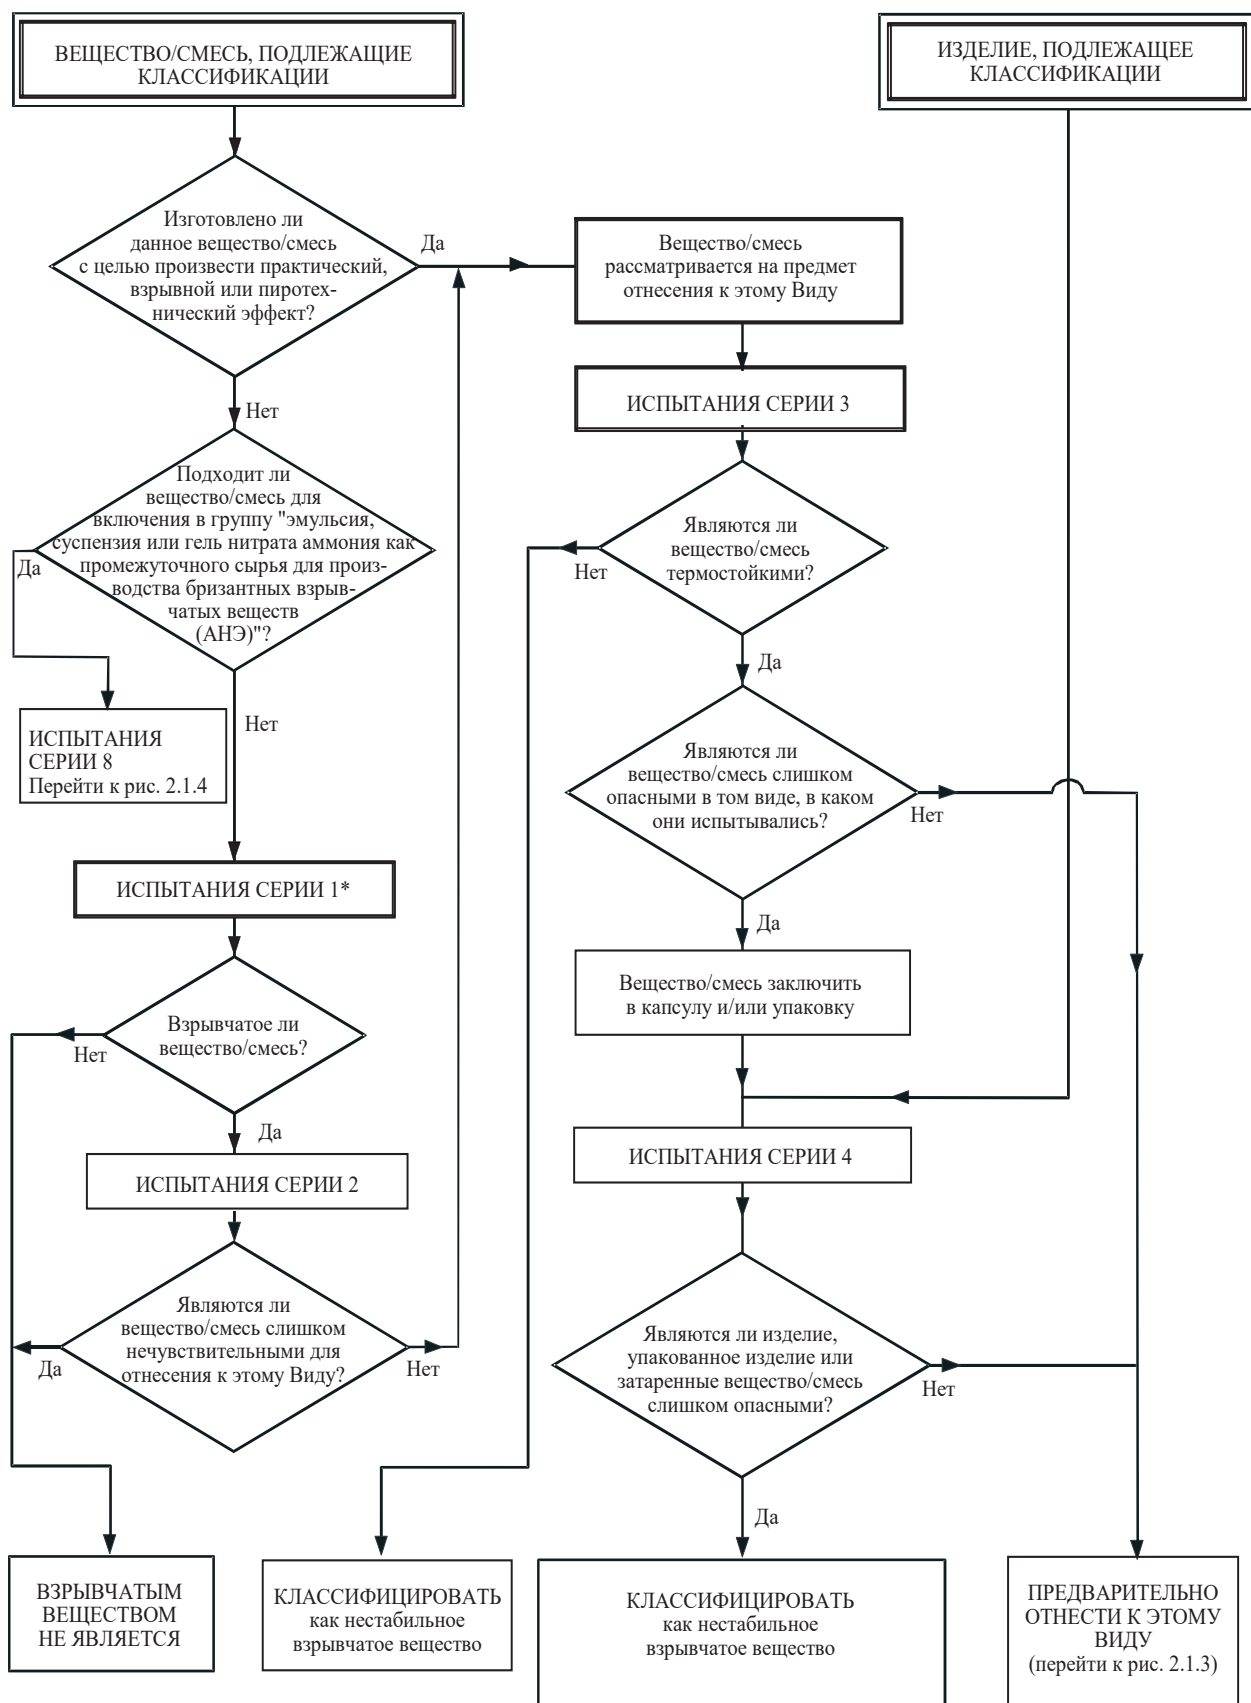 ВЕЩЕСТВО/СМЕСЬ, ПОДЛЕЖАЩИЕ
КЛАССИФИКАЦИИ
ИЗДЕЛИЕ, ПОДЛЕЖАЩЕЕ
КЛАССИФИКАЦИИ
Изготовлено ли
данное вещество/смесь
с целью произвести практический,
взрывной или пиротех-
нический эффект?
Да
Вещество/смесь
рассматривается на предмет
отнесения к этому Виду
Нет
ИСПЫТАНИЯ СЕРИИ 3
Подходит ли
вещество/смесь для
включения в группу "эмульсия,
суспензия или гель нитрата аммония как
промежуточного сырья для произ-
водства бризантных взрыв-
чатых веществ
(АНЭ)"?
Да
Являются ли
вещество/смесь
термостойкими?
Нет
Да
Нет
ИСПЫТАНИЯ
СЕРИИ 8
Перейти к рис. 2.1.4
Являются ли
вещество/смесь слишком
опасными в том виде, в каком
они испытывались?
Нет
Да
ИСПЫТАНИЯ СЕРИИ 1*
Вещество/смесь заключить
в капсулу и/или упаковку
Взрывчатое ли
вещество/смесь?
Нет
Да
ИСПЫТАНИЯ СЕРИИ 4
ИСПЫТАНИЯ СЕРИИ 2
Являются ли
вещество/смесь слишком
нечувствительными для
отнесения к этому Виду?
Да
Нет
Являются ли изделие,
упакованное изделие или
затаренные вещество/смесь
слишком опасными?
Нет
Да
ВЗРЫВЧАТЫМ
ВЕЩЕСТВОМ
НЕ ЯВЛЯЕТСЯ
КЛАССИФИЦИРОВАТЬ
как нестабильное
взрывчатое вещество
КЛАССИФИЦИРОВАТЬ
как нестабильное
взрывчатое вещество
ПРЕДВАРИТЕЛЬНО
ОТНЕСТИ К ЭТОМУ
ВИДУ
(перейти к рис. 2.1.3)